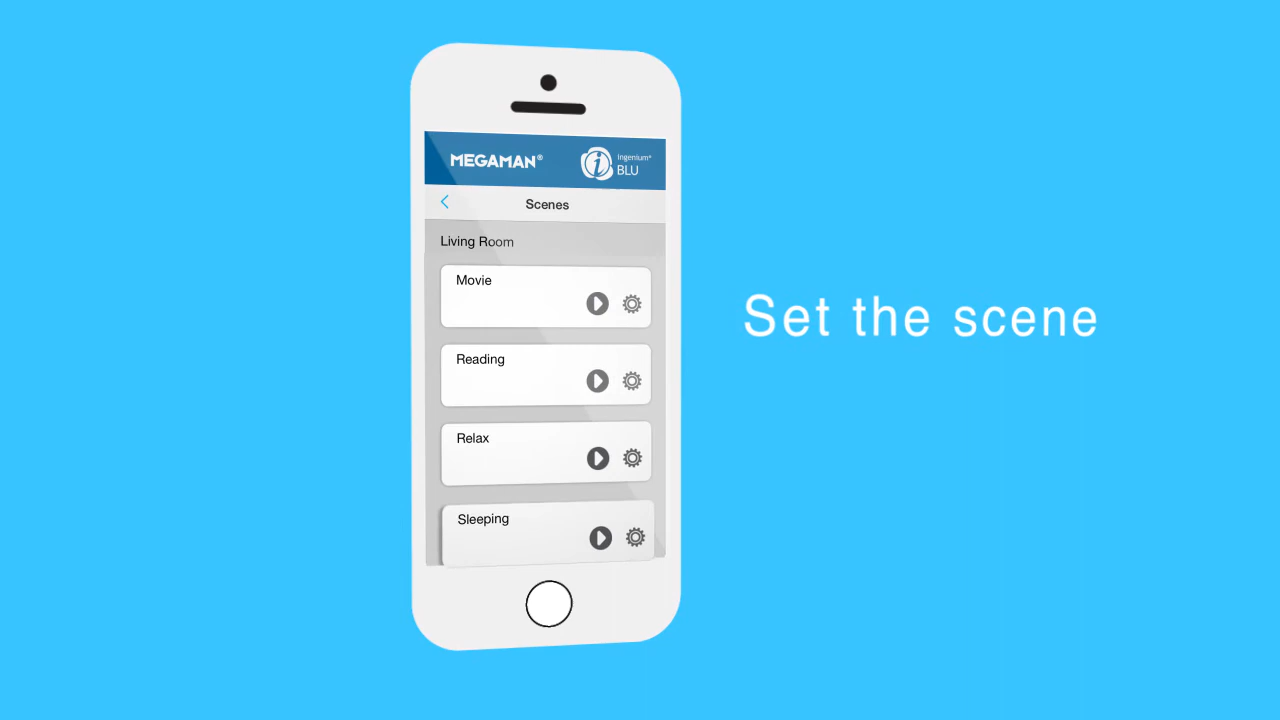 MEGAMAN®
ingenium®
BLU
Scenes
Living Room
Movie
Reading
Relax
Sleeping
Set the scene